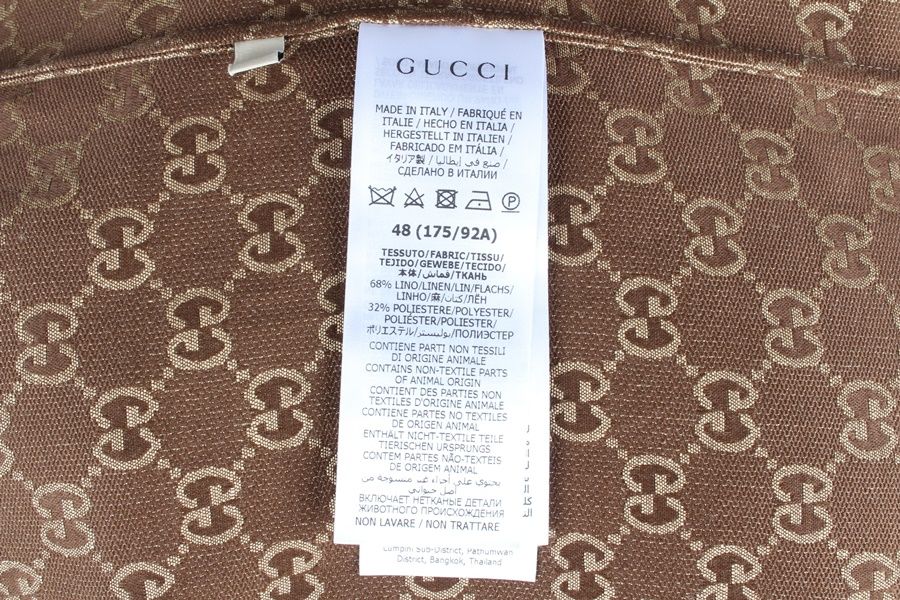 GUCCI
MADE IN ITALY / FABRIQUÉ EN
ITALIE / HECHO EN ITALIA /
HERGESTELLT IN ITALIEN /
FABRICADO EM ITÁLIA /
イタリア製 / صنع في إيطاليا /
СДЕЛАНО В ИТАЛИИ
P
48 (175/92A)
TESSUTO/FABRIC/TISSU/
TEJIDO/GEWEBE/TECIDO/
本体/قماش/ТКАНЬ
68% LINO/LINEN/LIN/FLACHS/
LINHO/麻/كتان/ЛЁН
32% POLIESTERE/POLYESTER/
POLIÉSTER/POLIESTER/
ポリエステル/بوليستر/ПОЛИЭСТЕР
CONTIENE PARTI NON TESSILI
DI ORIGINE ANIMALE
CONTAINS NON-TEXTILE PARTS
OF ANIMAL ORIGIN
CONTIENT DES PARTIES NON
TEXTILES D'ORIGINE ANIMALE
CONTIENE PARTES NO TEXTILES
DE ORIGEN ANIMAL
ENTHÄLT NICHT-TEXTILE TEILE
TIERISCHEN URSPRUNGS
CONTEM PARTES NÃO-TEXTEIS
DE ORIGEM ANIMAL
يحتوي على أجزاء غير منسوجة من
أصل حيواني
ВКЛЮЧАЕТ НЕТКАНЫЕ ДЕТАЛИ
ЖИВОТНОГО ПРОИСХОЖДЕНИЯ
NON LAVARE / NON TRATTARE
Lumpini Sub-District, Pathumwan
District, Bangkok, Thailand